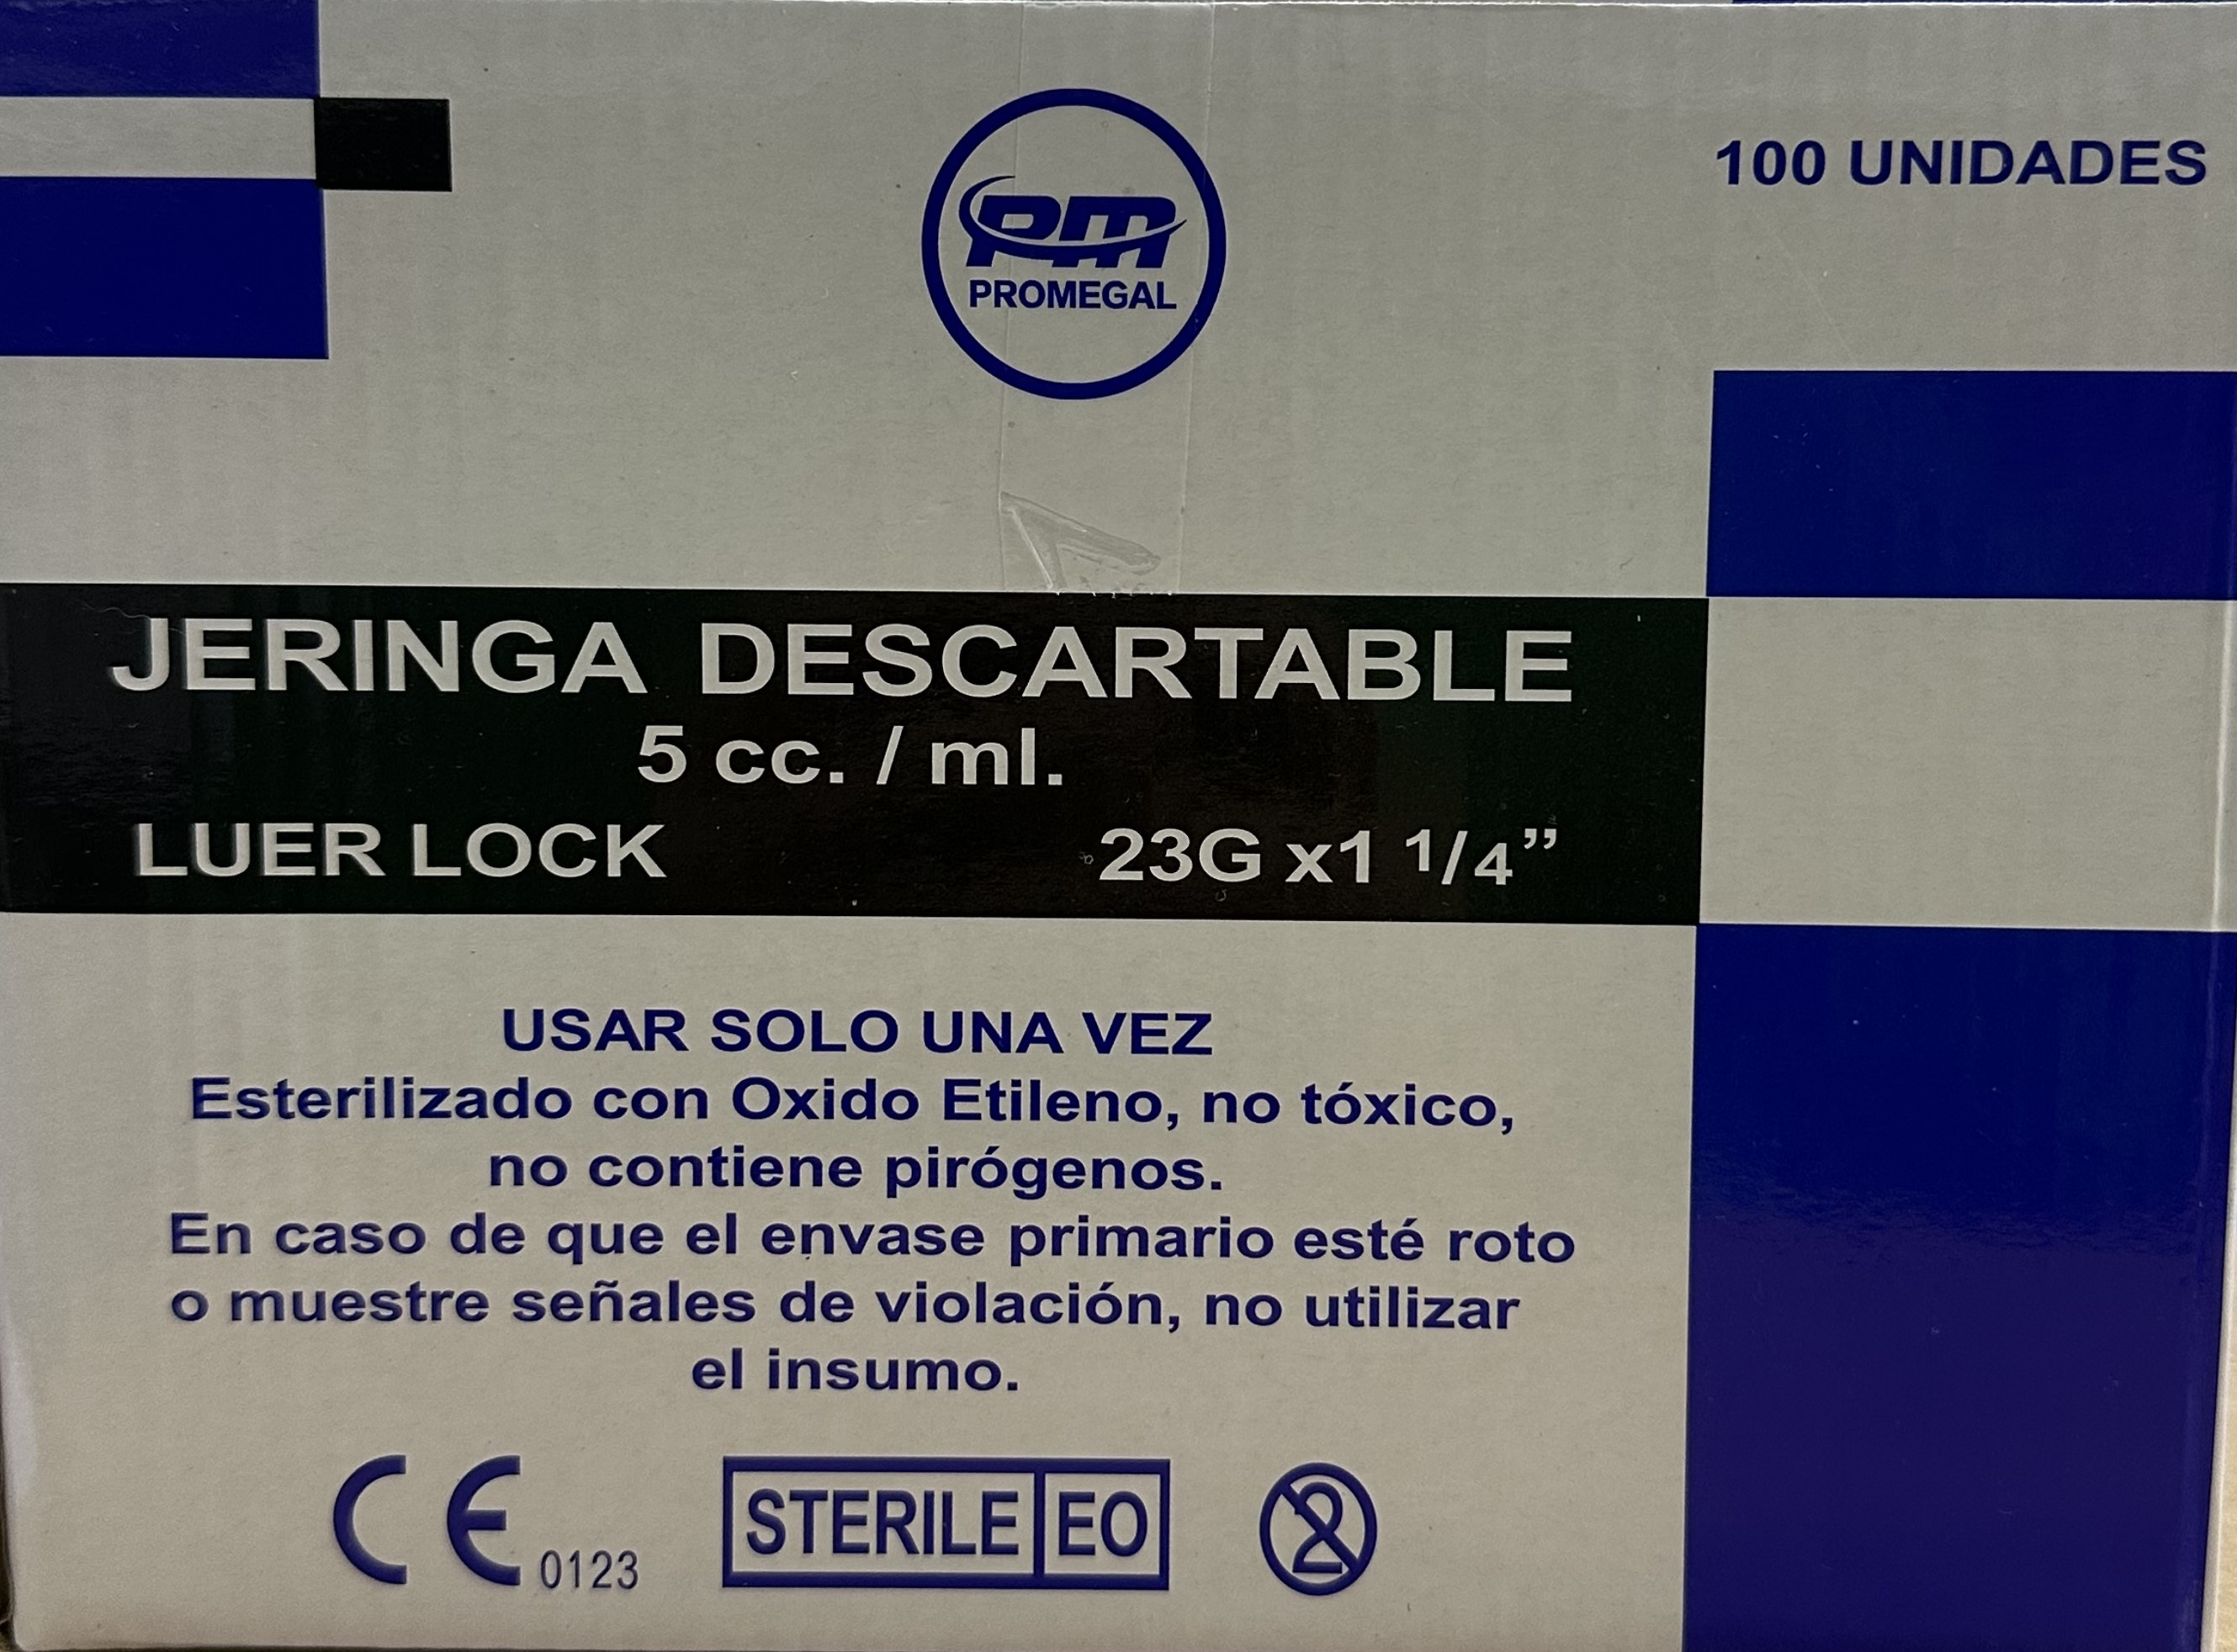 100 UNIDADES
PM
PROMEGAL
JERINGA DESCARTABLE
5 cc. / ml.
LUER LOCK 23G x1 1/4”
USAR SOLO UNA VEZ
Esterilizado con Oxido Etileno, no tóxico,
no contiene pirógenos.
En caso de que el envase primario esté roto
o muestre señales de violación, no utilizar
el insumo.
CE 0123 STERILE EO 2